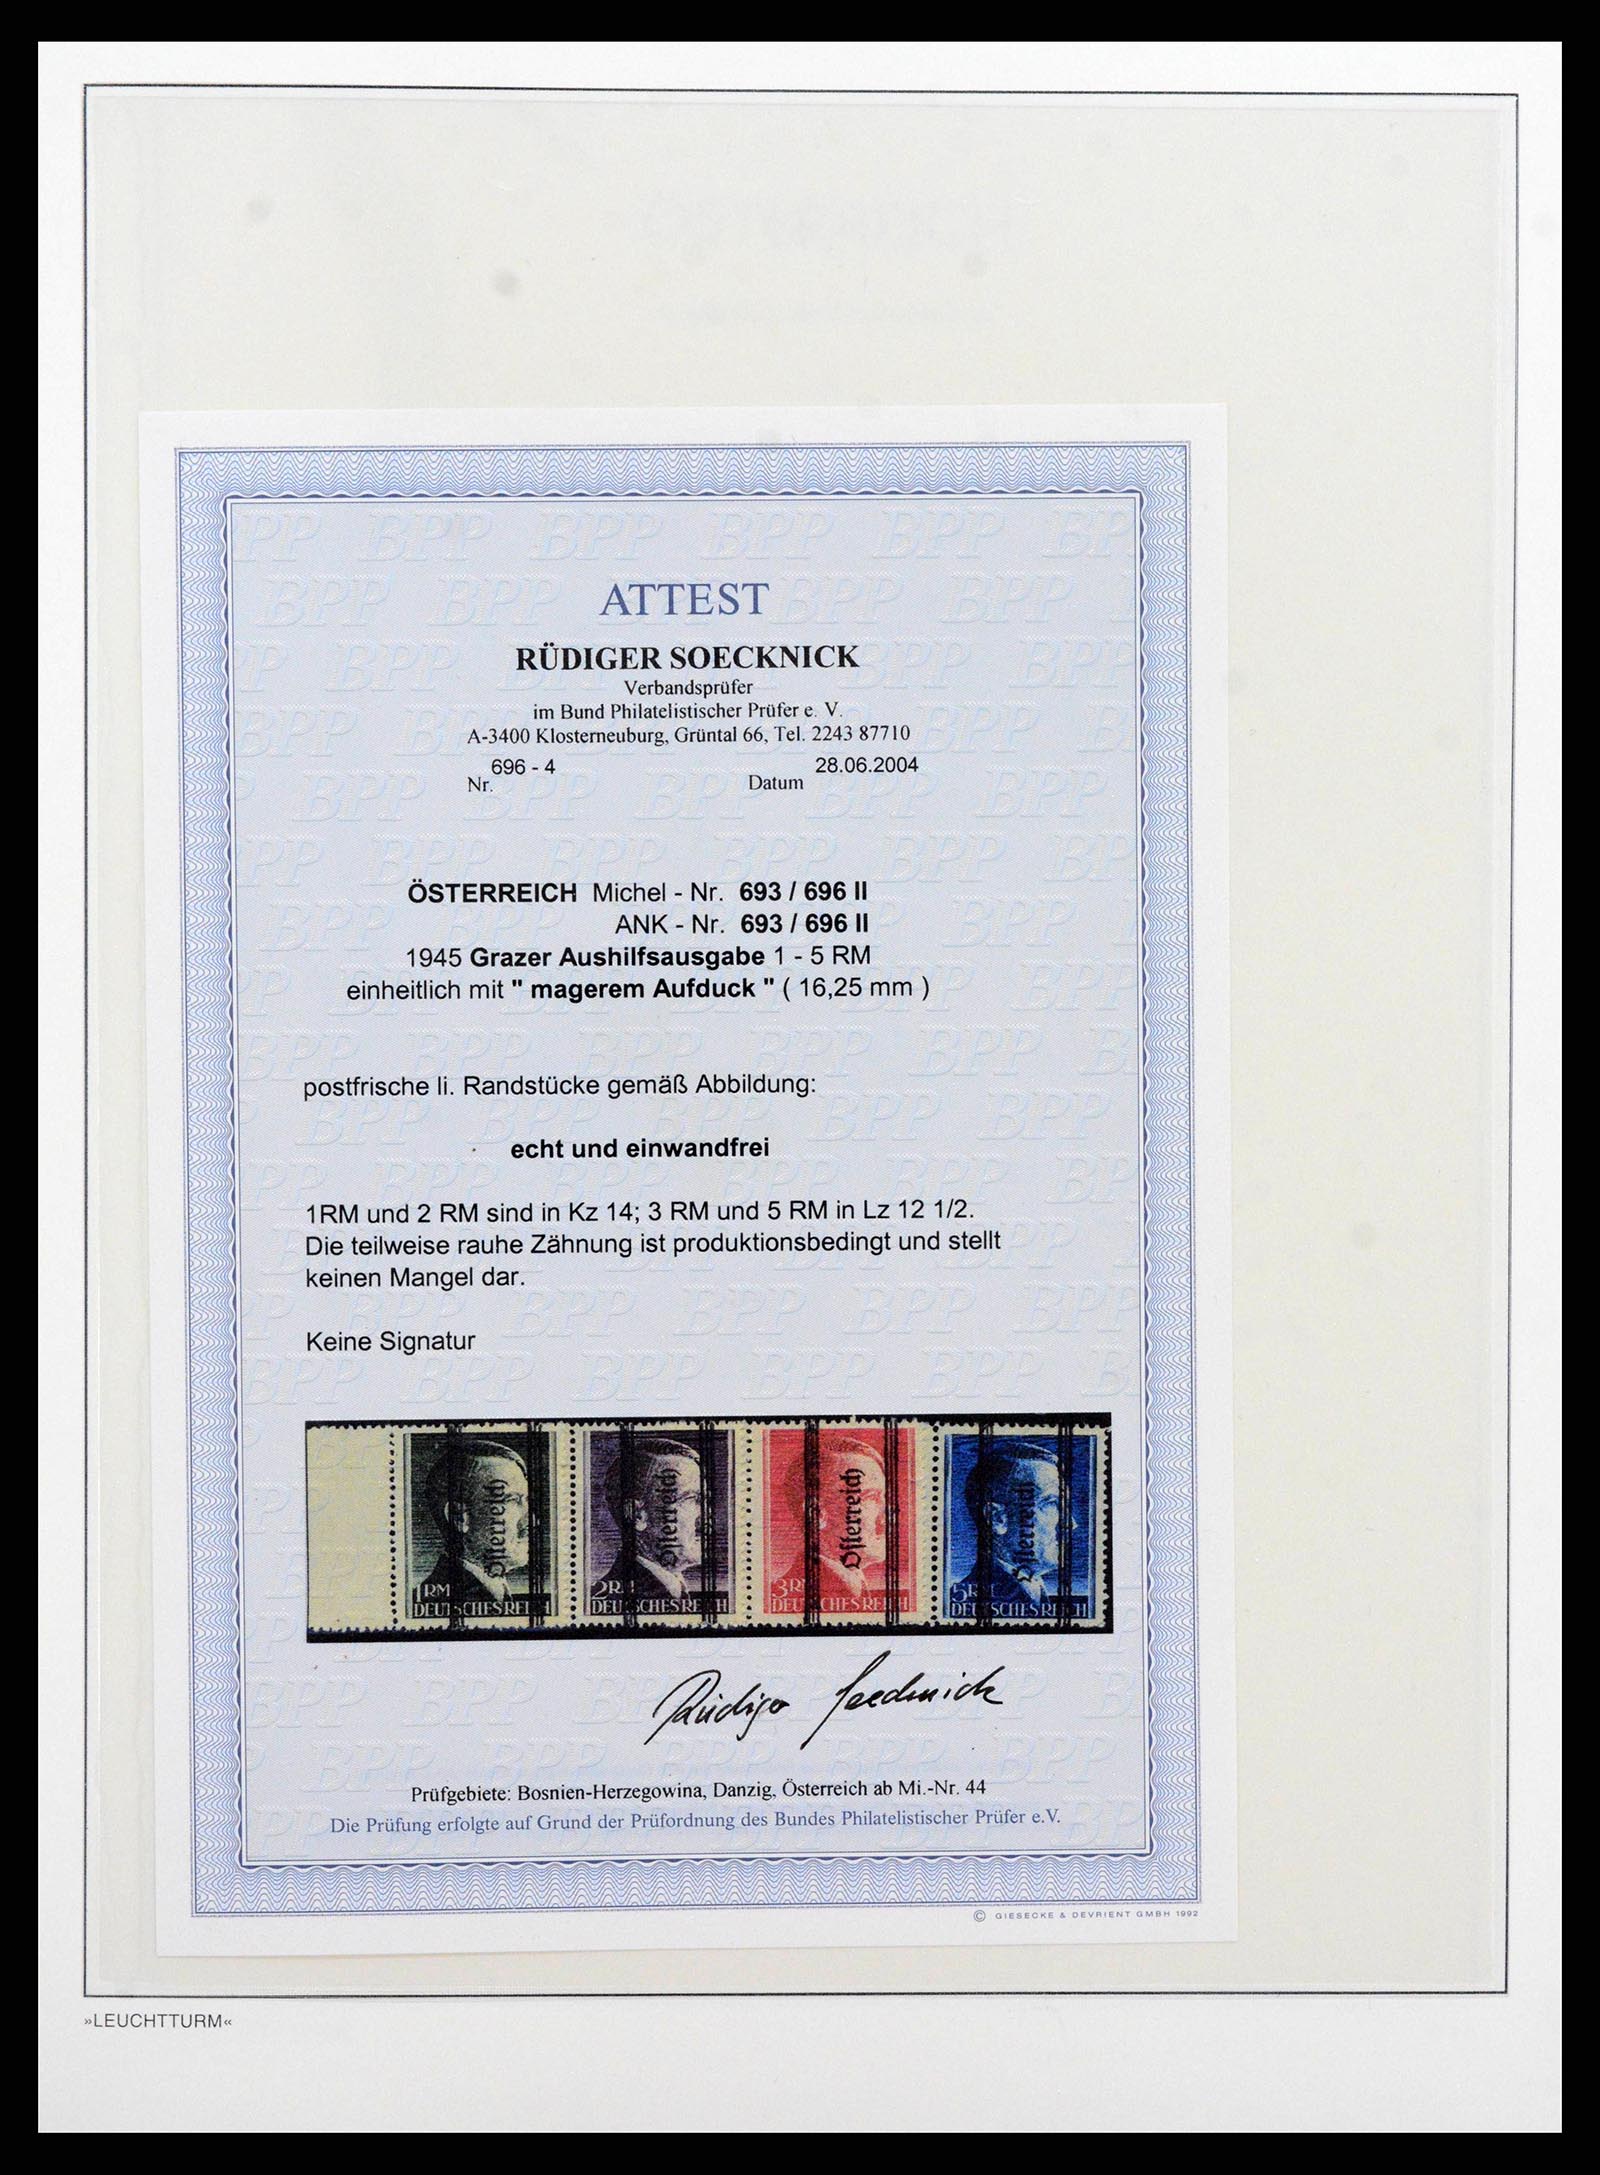 ATTEST
RÜDIGER SOECKNICK
Verbandsprüfer
im Bund Philatelistischer Prüfer e. V.
A-3400 Klosterneuburg, Grüntal 66, Tel. 2243 87710
696 - 4 28.06.2004
Nr. Datum
ÖSTERREICH Michel - Nr. 693 / 696 II
ANK - Nr. 693 / 696 II
1945 Grazer Aushilfsausgabe 1 - 5 RM
einheitlich mit " magerem Aufduck " ( 16,25 mm )
postfrische li. Randstücke gemäß Abbildung:
echt und einwandfrei
1RM und 2 RM sind in Kz 14; 3 RM und 5 RM in Lz 12 1/2.
Die teilweise rauhe Zähnung ist produktionsbedingt und stellt
keinen Mangel dar.
Keine Signatur
Österreich Österreich Österreich Österreich
1RM 2RM 3RM 5RM
DEUTSCHES REICH DEUTSCHES REICH DEUTSCHES REICH DEUTSCHES REICH
Rüdiger Soecknick
Prüfgebiete: Bosnien-Herzegowina, Danzig, Österreich ab Mi.-Nr. 44
Die Prüfung erfolgte auf Grund der Prüfordnung des Bundes Philatelistischer Prüfer e.V.
© GIESECKE & DEVRIENT GMBH 1992
»LEUCHTTURM«